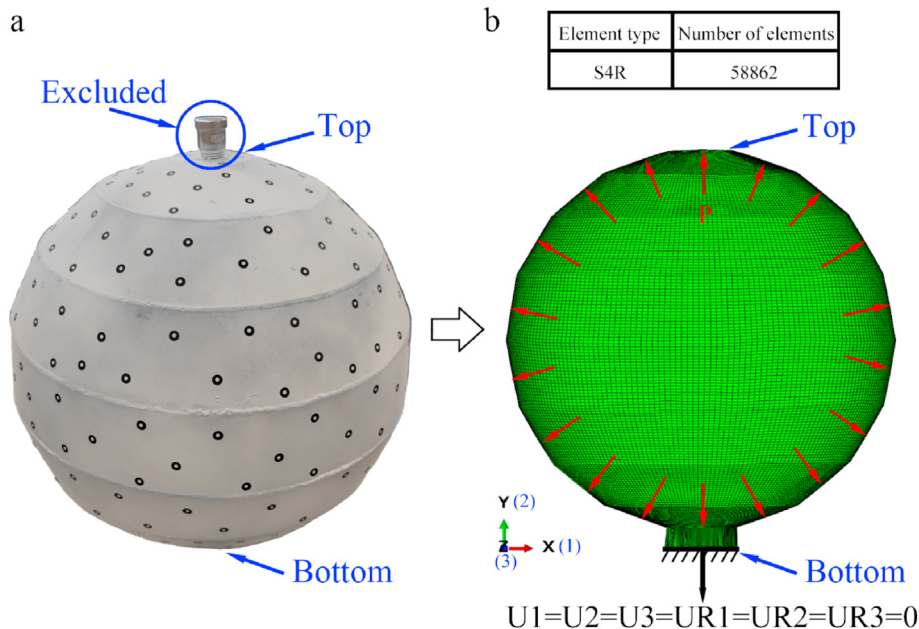 a
Excluded
Top
Bottom
b
Element type Number of elements
S4R 58862
Top
P
Y (2)
Z X (1)
(3)
Bottom
U1=U2=U3=UR1=UR2=UR3=0